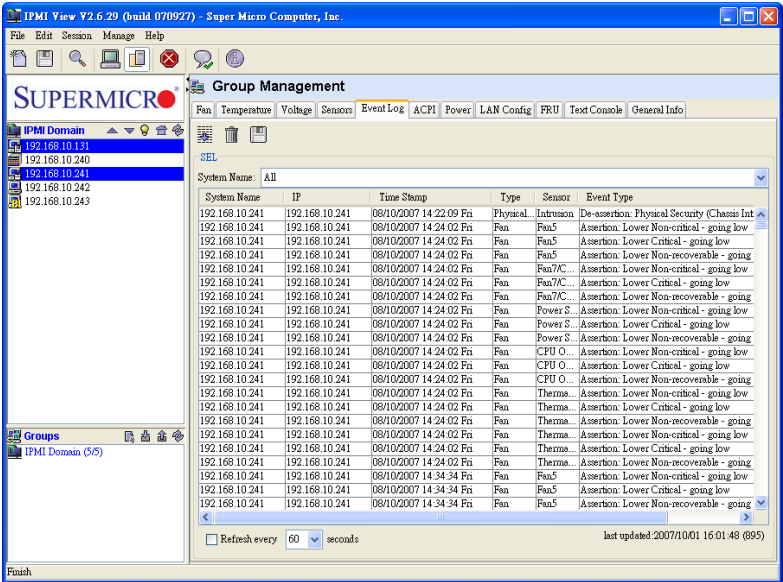 IPMI View V2.6.29 (build 070927) - Super Micro Computer, Inc.
File Edit Session Manage Help
SUPERMICRO
IPMI Domain
192.168.10.131
192.168.10.240
192.168.10.241
192.168.10.242
192.168.10.243
Groups
IPMI Domain (5/5)
Group Management
Fan Temperature Voltage Sensors Event Log ACPI Power LAN Config FRU Text Console General Info
SEL
System Name: All
System Name IP Time Stamp Type Sensor Event Type
192.168.10.241 192.168.10.241 08/10/2007 14:22:09 Fri Physical... Intrusion De-assertion: Physical Security (Chassis Int
192.168.10.241 192.168.10.241 08/10/2007 14:24:02 Fri Fan Fan5 Assertion: Lower Non-critical - going low
192.168.10.241 192.168.10.241 08/10/2007 14:24:02 Fri Fan Fan5 Assertion: Lower Critical - going low
192.168.10.241 192.168.10.241 08/10/2007 14:24:02 Fri Fan Fan5 Assertion: Lower Non-recoverable - going
192.168.10.241 192.168.10.241 08/10/2007 14:24:02 Fri Fan Fan7/C... Assertion: Lower Non-critical - going low
192.168.10.241 192.168.10.241 08/10/2007 14:24:02 Fri Fan Fan7/C... Assertion: Lower Critical - going low
192.168.10.241 192.168.10.241 08/10/2007 14:24:02 Fri Fan Fan7/C... Assertion: Lower Non-recoverable - going
192.168.10.241 192.168.10.241 08/10/2007 14:24:02 Fri Fan Power S... Assertion: Lower Non-critical - going low
192.168.10.241 192.168.10.241 08/10/2007 14:24:02 Fri Fan Power S... Assertion: Lower Critical - going low
192.168.10.241 192.168.10.241 08/10/2007 14:24:02 Fri Fan Power S... Assertion: Lower Non-recoverable - going
192.168.10.241 192.168.10.241 08/10/2007 14:24:02 Fri Fan CPU O... Assertion: Lower Non-critical - going low
192.168.10.241 192.168.10.241 08/10/2007 14:24:02 Fri Fan CPU O... Assertion: Lower Critical - going low
192.168.10.241 192.168.10.241 08/10/2007 14:24:02 Fri Fan CPU O... Assertion: Lower Non-recoverable - going
192.168.10.241 192.168.10.241 08/10/2007 14:24:02 Fri Fan Therma... Assertion: Lower Non-critical - going low
192.168.10.241 192.168.10.241 08/10/2007 14:24:02 Fri Fan Therma... Assertion: Lower Critical - going low
192.168.10.241 192.168.10.241 08/10/2007 14:24:02 Fri Fan Therma... Assertion: Lower Non-recoverable - going
192.168.10.241 192.168.10.241 08/10/2007 14:24:02 Fri Fan Therma... Assertion: Lower Non-critical - going low
192.168.10.241 192.168.10.241 08/10/2007 14:24:02 Fri Fan Therma... Assertion: Lower Critical - going low
192.168.10.241 192.168.10.241 08/10/2007 14:24:02 Fri Fan Therma... Assertion: Lower Non-recoverable - going
192.168.10.241 192.168.10.241 08/10/2007 14:34:34 Fri Fan Fan5 Assertion: Lower Non-critical - going low
192.168.10.241 192.168.10.241 08/10/2007 14:34:34 Fri Fan Fan5 Assertion: Lower Critical - going low
192.168.10.241 192.168.10.241 08/10/2007 14:34:34 Fri Fan Fan5 Assertion: Lower Non-recoverable - going
Refresh every 60 seconds
last updated:2007/10/01 16:01:48 (895)
Finish